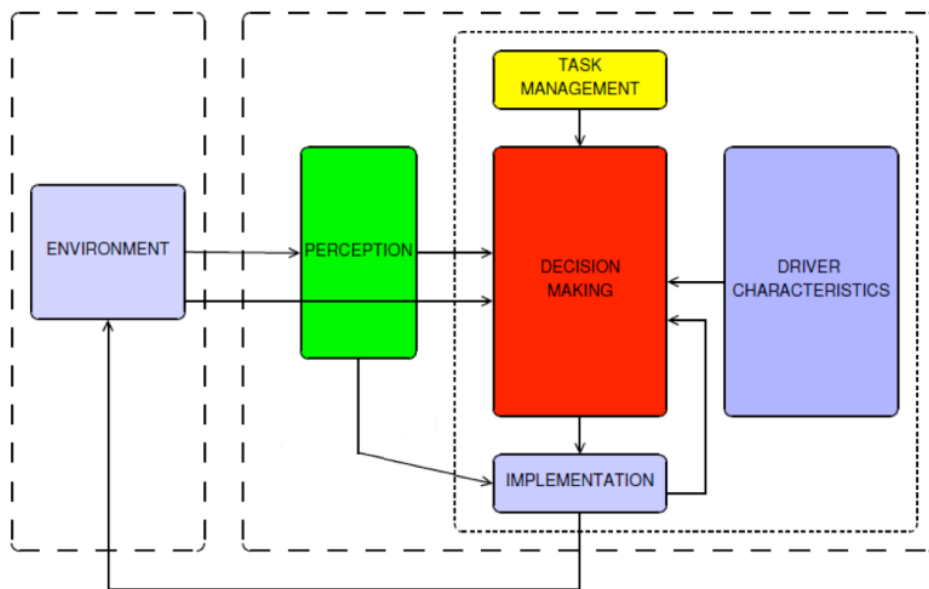 TASK
MANAGEMENT
ENVIRONMENT
PERCEPTION
DECISION
MAKING
DRIVER
CHARACTERISTICS
IMPLEMENTATION